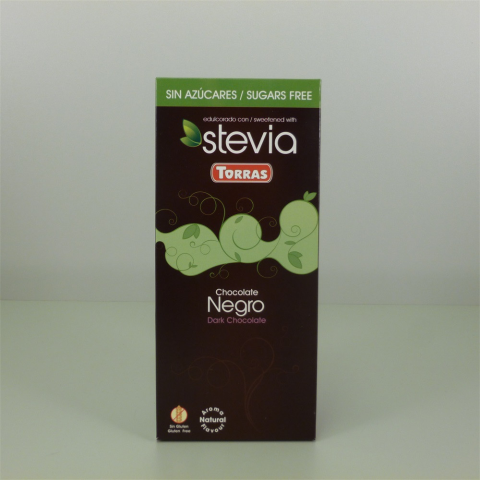 SIN AZÚCARES / SUGARS FREE
edulcorado con / sweetened with
stevia
TORRAS
Chocolate
Negro
Dark Chocolate
Sin Gluten
Gluten Free
Aroma
Natural
Flavour